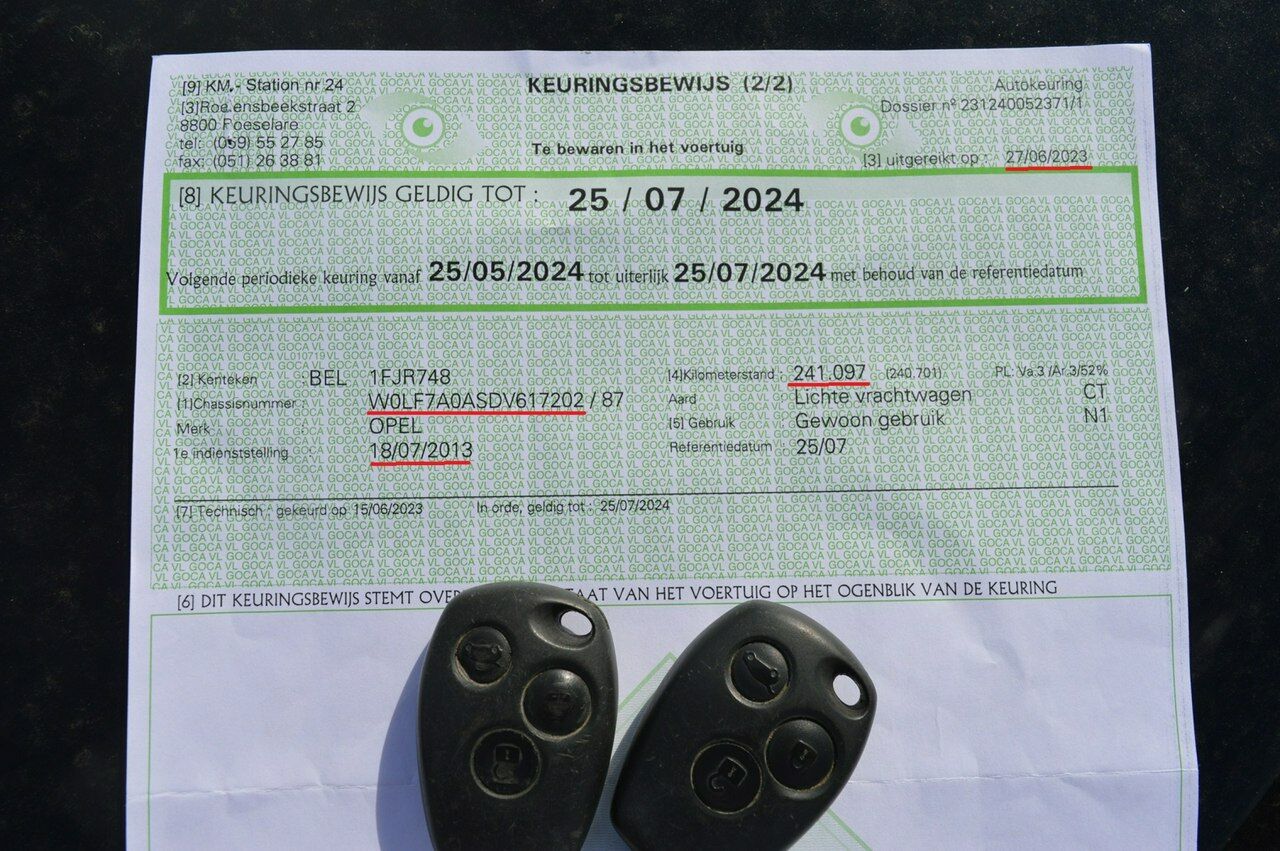 [9] KM.- Station nr 24
[3]Roeensbeekstraat 2
8800 Foeselare
tel: (059) 55 27 85
fax: (051) 26 38 81
KEURINGSBEWIJS (2/2)
Te bewaren in het voertuig
Autokeuring
Dossier nº 231240052371/1
[3] uitgereikt op : 27/06/2023
[8] KEURINGSBEWIJS GELDIG TOT : 25 / 07 / 2024
Volgende periodieke keuring vanaf 25/05/2024 tot uiterlijk 25/07/2024 met behoud van de referentiedatum
[2] Kenteken : BEL 1FJR748
(1)Chassisnummer : W0LF7A0ASDV617202 / 87
Merk : OPEL
1e indienststelling : 18/07/2013
[4]Kilometerstand : 241.097 (240.701) PL: Va.3 /Ar.3/52%
Aard : Lichte vrachtwagen CT
[5] Gebruik : Gewoon gebruik N1
Referentiedatum : 25/07
[7] Technisch : gekeurd op 15/06/2023 In orde, geldig tot : 25/07/2024
[6] DIT KEURINGSBEWIJS STEMT OVER TAAT VAN HET VOERTUIG OP HET OGENBLIK VAN DE KEURING